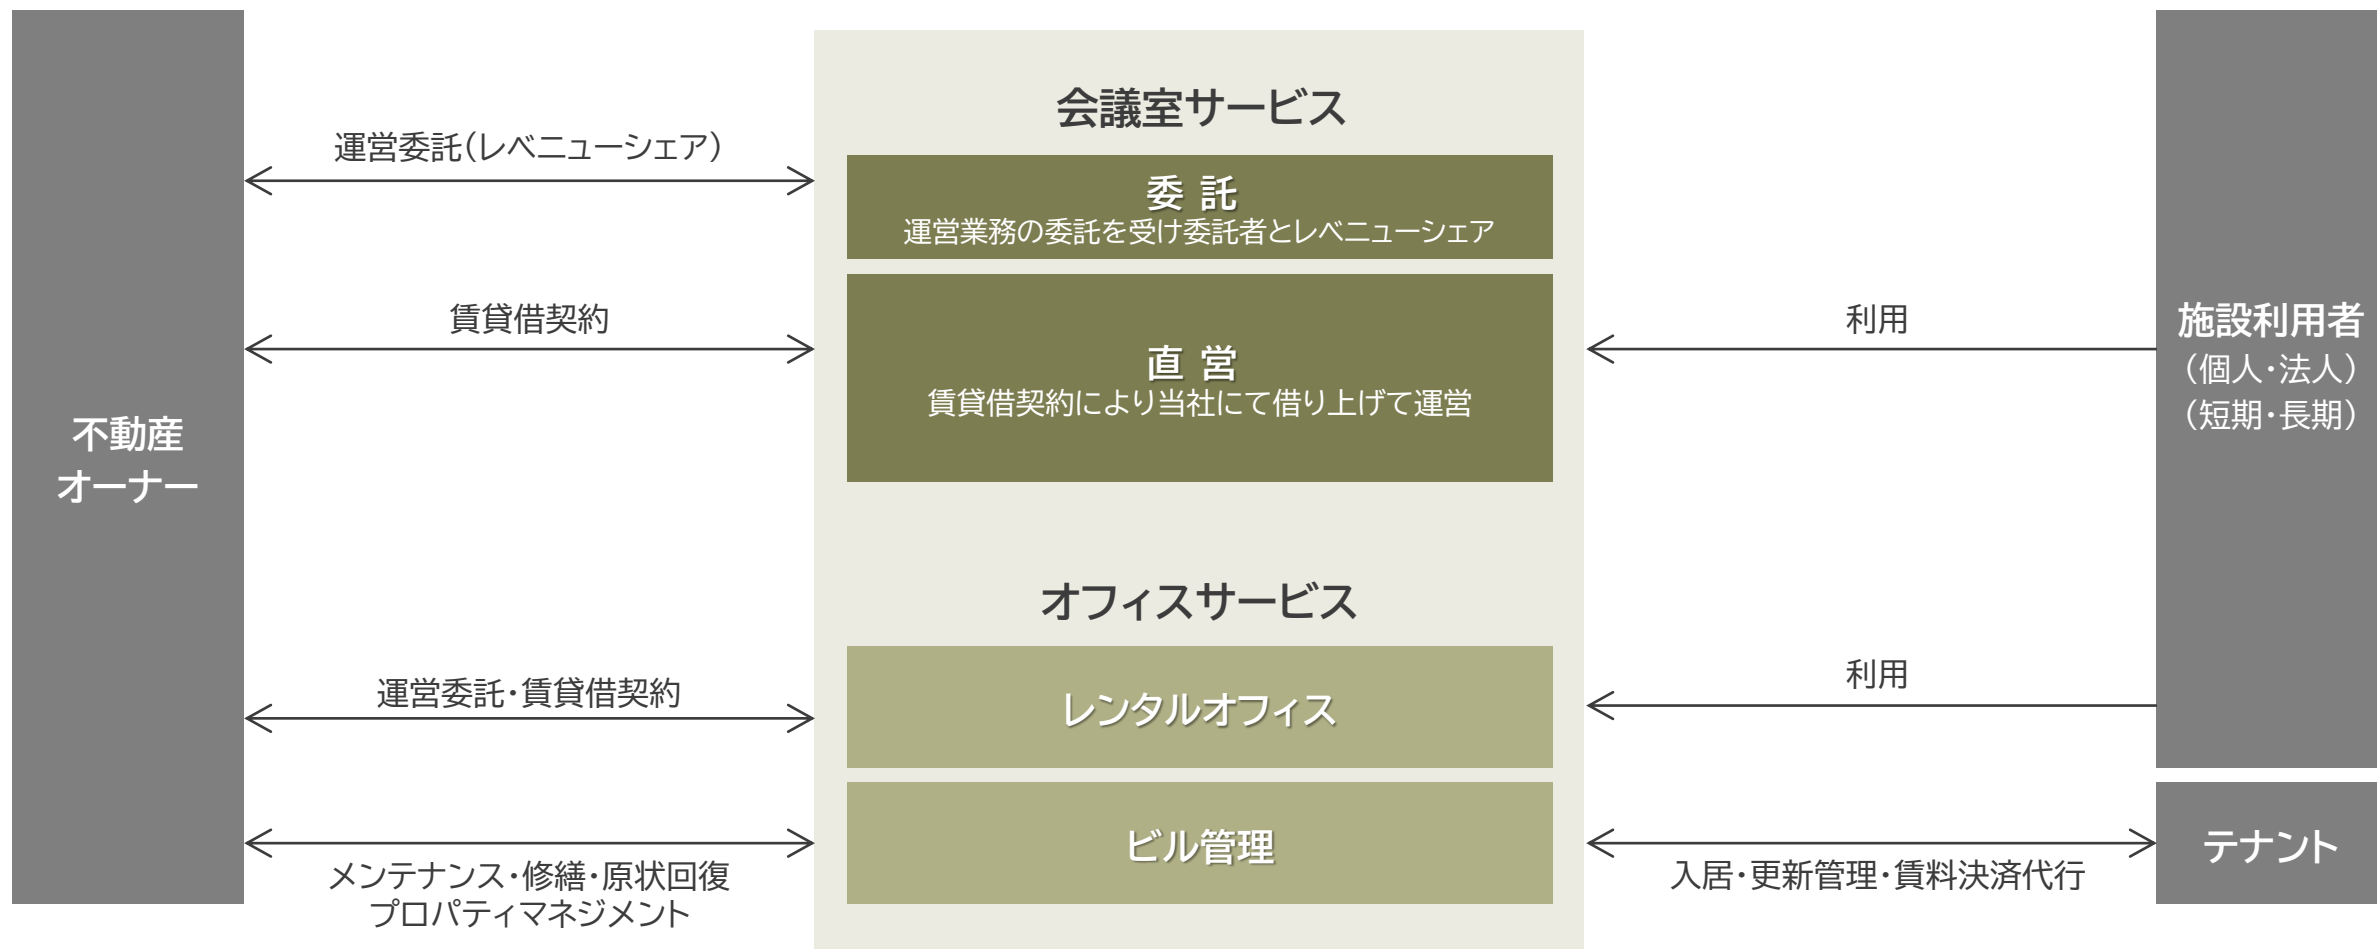 不動産
オーナー
運営委託(レベニューシェア)
賃貸借契約
運営委託・賃貸借契約
メンテナンス・修繕・原状回復
プロパティマネジメント
会議室サービス
委 託
運営業務の委託を受け委託者とレベニューシェア
直 営
賃貸借契約により当社にて借り上げて運営
オフィスサービス
レンタルオフィス
ビル管理
利用
利用
入居・更新管理・賃料決済代行
施設利用者
(個人・法人)
(短期・長期)
テナント